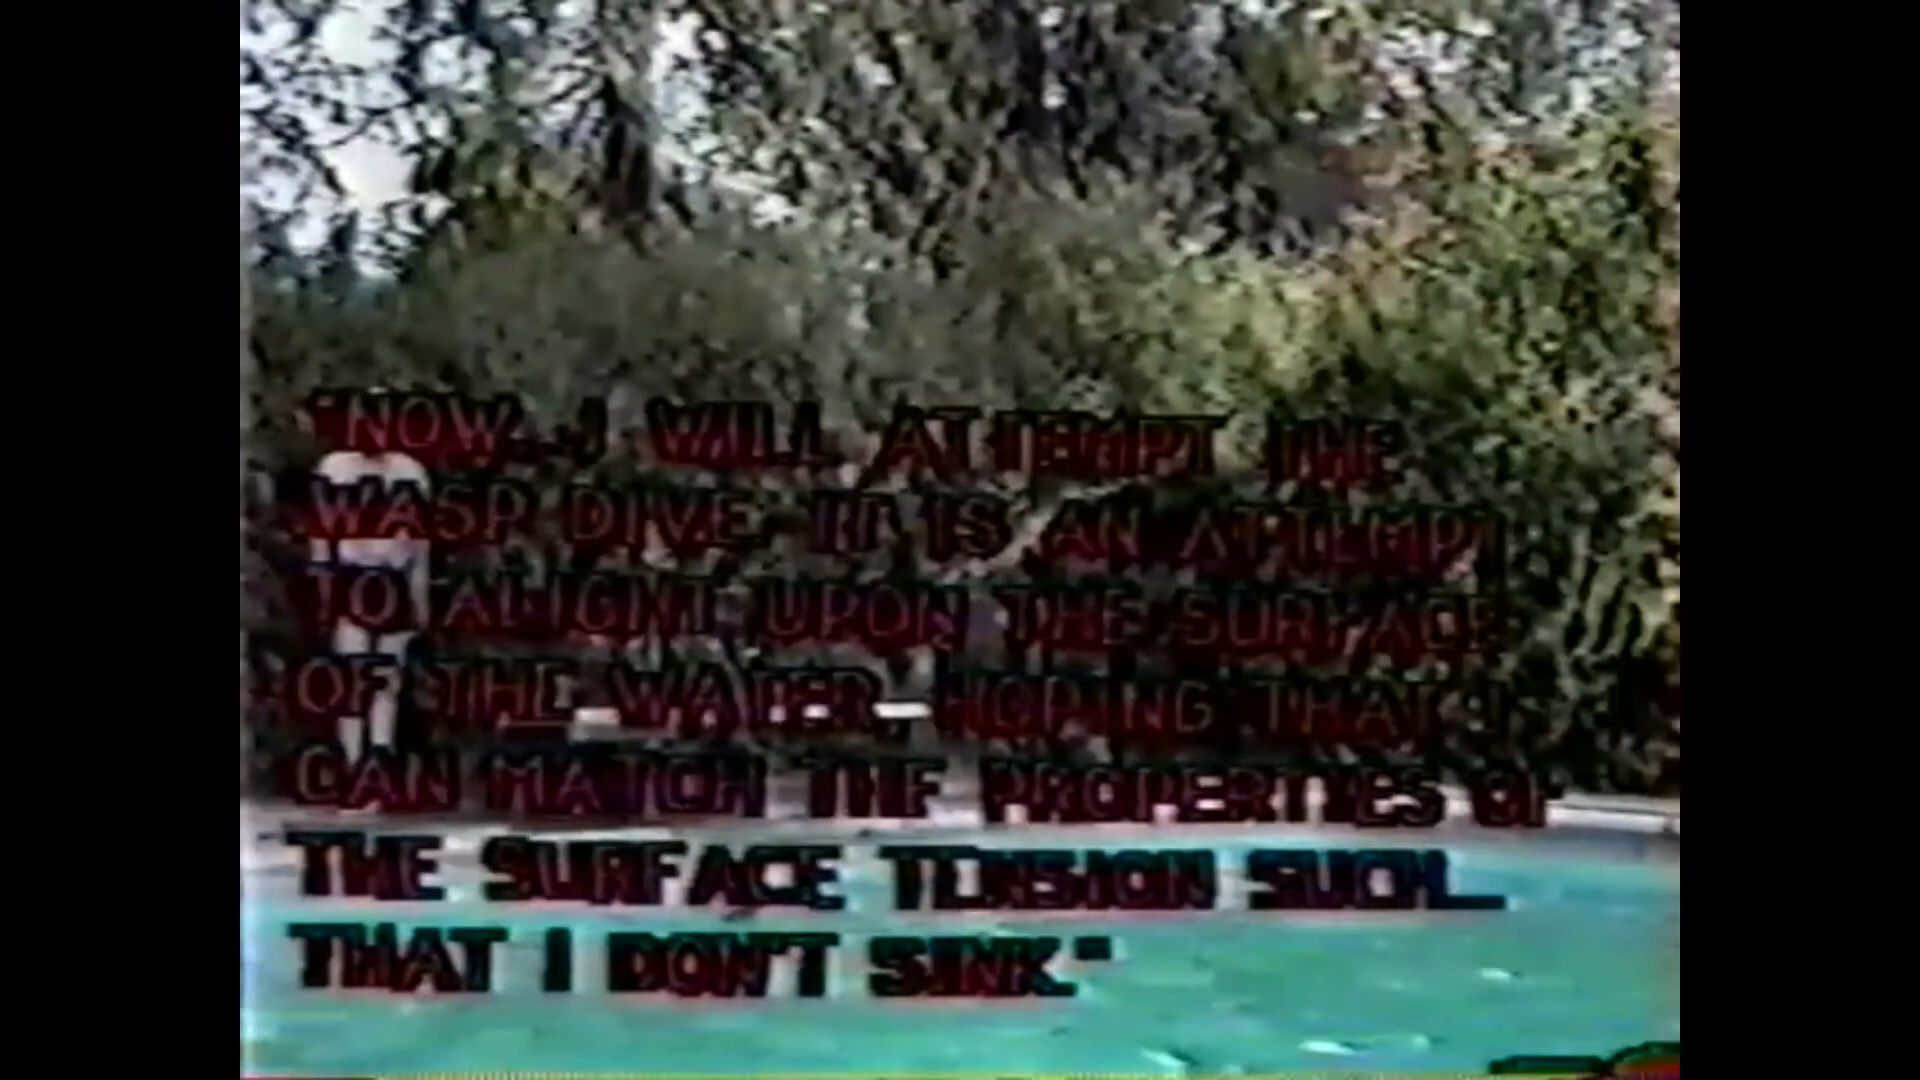 "NOW.. I WILL ATTEMPT THE
WASP DIVE. IT IS AN ATTEMPT
TO ALIGHT UPON THE SURFACE
OF THE WATER, HOPING THAT I
CAN MATCH THE PROPERTIES OF
THE SURFACE TENSION SUCH
THAT I DON'T SINK."